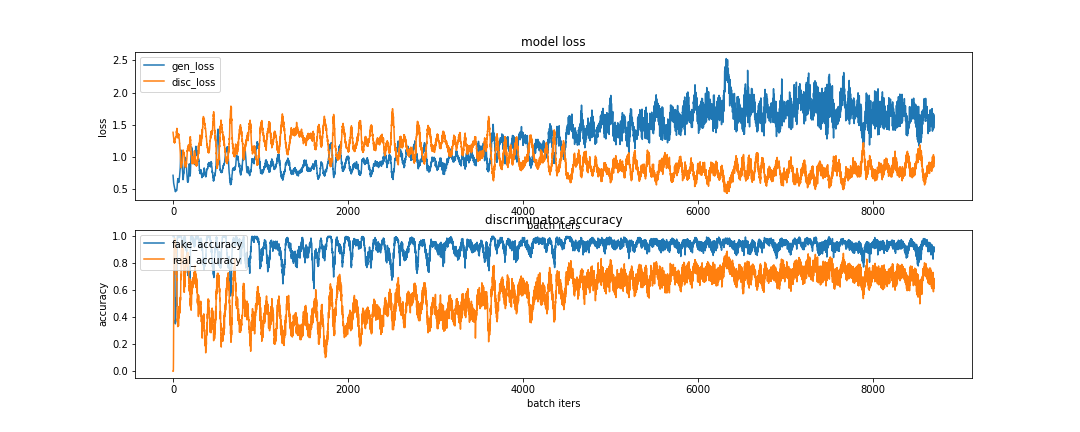 model loss
2.5
2.0
1.5
1.0
0.5
loss
gen_loss
disc_loss
0
2000
4000
6000
8000
batch iters
discriminator accuracy
1.0
0.8
0.6
0.4
0.2
0.0
accuracy
fake_accuracy
real_accuracy
0
2000
4000
6000
8000
batch iters